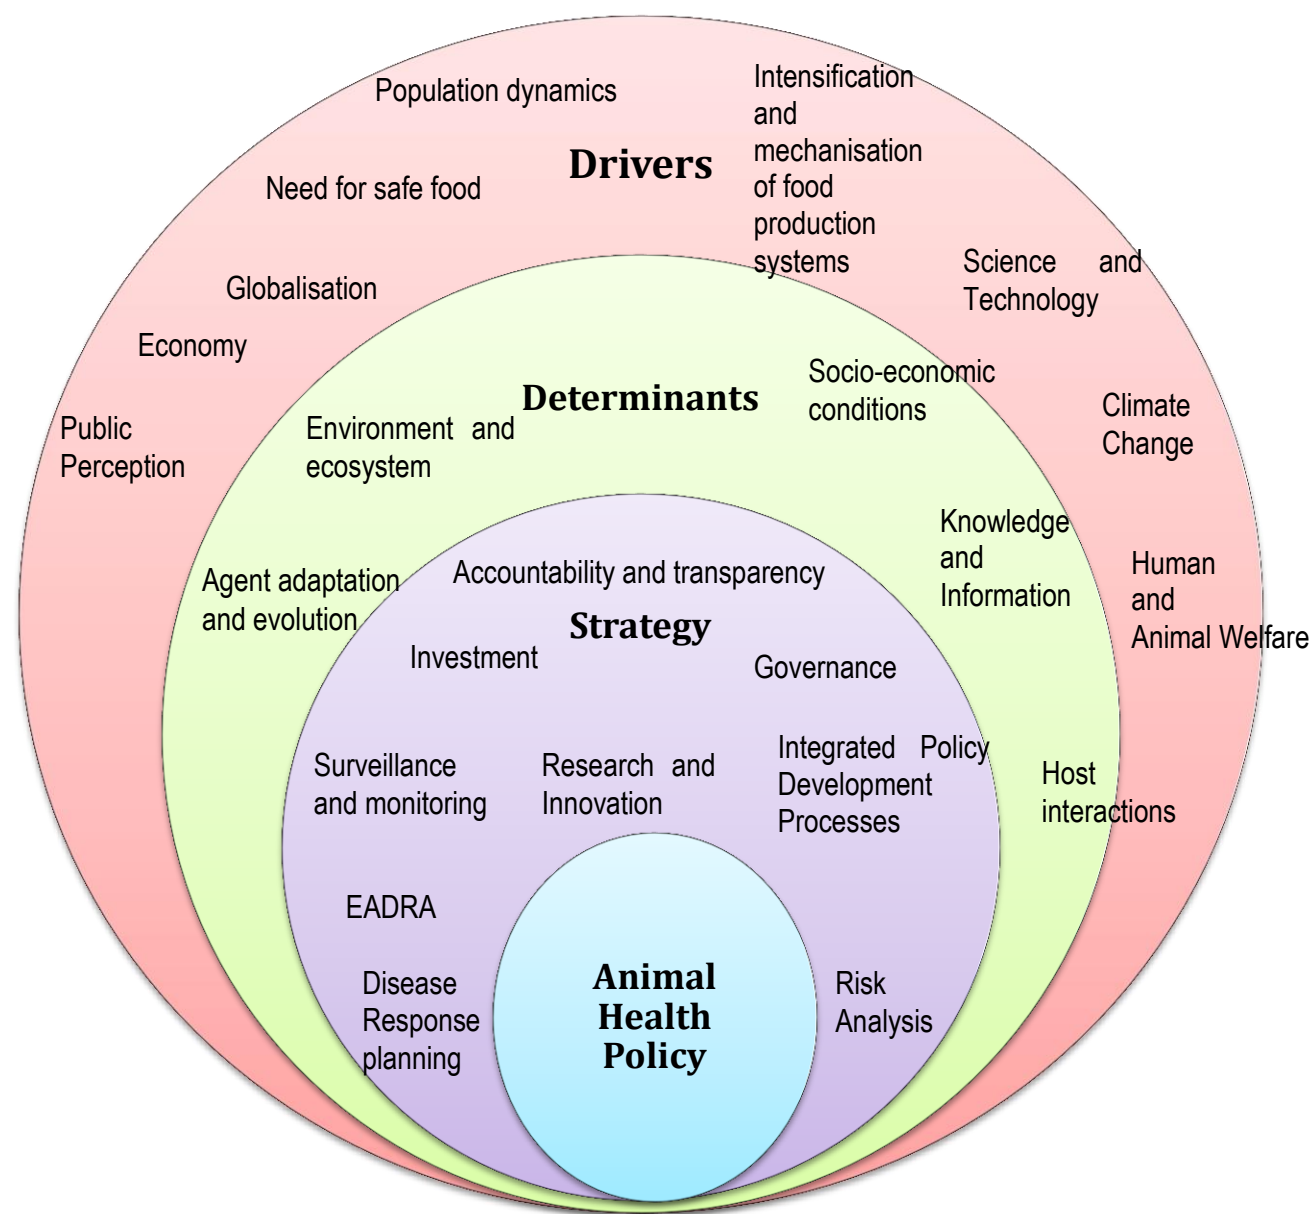 Population dynamics
Intensification
and
mechanisation
of food
production
systems
Drivers
Need for safe food
Science and
Technology
Globalisation
Economy
Public
Perception
Climate
Change
Human
and
Animal Welfare
Determinants
Socio-economic
conditions
Environment and
ecosystem
Knowledge
and
Information
Agent adaptation
and evolution
Host
interactions
Accountability and transparency
Strategy
Investment
Governance
Surveillance
and monitoring
Research and
Innovation
Integrated Policy
Development
Processes
EADRA
Disease
Response
planning
Risk
Analysis
Animal
Health
Policy